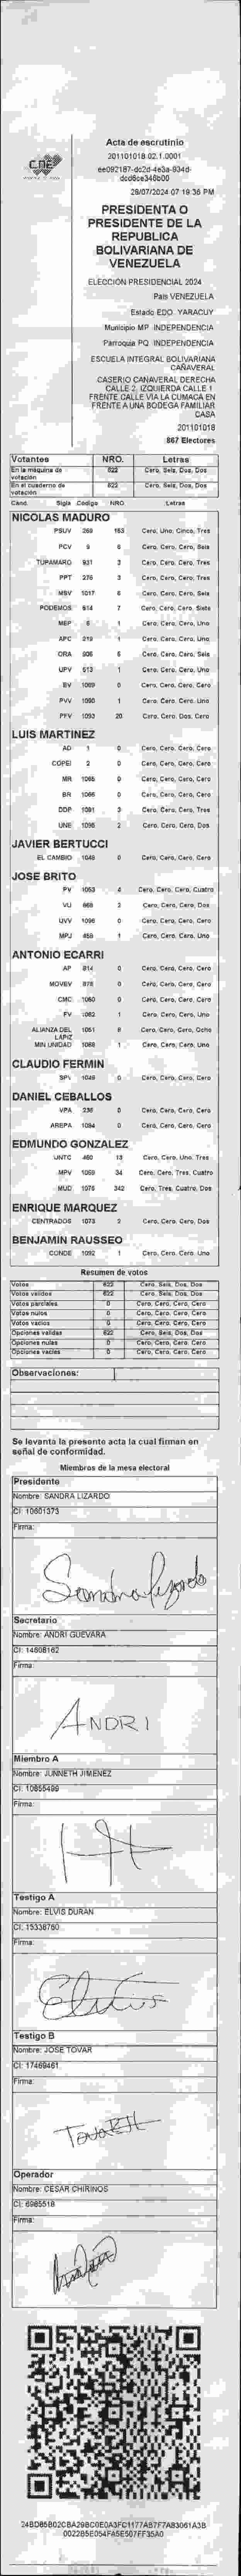 CNE
Acta de escrutinio
201101018.02.1.0001
28/07/2024 07:19:35 PM
PRESIDENTA O
PRESIDENTE DE LA
REPUBLICA
BOLIVARIANA DE
VENEZUELA
ELECCION PRESIDENCIAL 2024
Pais VENEZUELA
Estado EDO. YARACUY
Municipio MP. INDEPENDENCIA
Parroquia PQ. INDEPENDENCIA
ESCUELA INTEGRAL BOLIVARIANA
CAÑAVERAL
CASERIO CAÑAVERAL DERECHA
CALLE 2. IZQUIERDA CALLE 1.
FRENTE CALLE VIA LA CUMACA EN
FRENTE A UNA BODEGA FAMILIAR
CASA
201101018
867 Electores
Votantes NRO. Letras
En la máquina de votación 622 Cero, Seis, Dos, Dos
En el cuaderno de votación 622 Cero, Seis, Dos, Dos
Cand. Sigla Código NRO. Letras
NICOLAS MADURO
PSUV 269 153 Cero, Uno, Cinco, Tres
PCV 9 6 Cero, Cero, Cero, Seis
TUPAMARO 931 3 Cero, Cero, Cero, Tres
PPT 276 3 Cero, Cero, Cero, Tres
MSV 1017 6 Cero, Cero, Cero, Seis
PODEMOS 514 7 Cero, Cero, Cero, Siete
MEP 6 1 Cero, Cero, Cero, Uno
APC 219 1 Cero, Cero, Cero, Uno
ORA 906 6 Cero, Cero, Cero, Seis
UPV 513 1 Cero, Cero, Cero, Uno
EV 1089 0 Cero, Cero, Cero, Cero
PVV 1090 1 Cero, Cero, Cero, Uno
PFV 1093 20 Cero, Cero, Dos, Cero
LUIS MARTINEZ
AD 1 0 Cero, Cero, Cero, Cero
COPEI 2 0 Cero, Cero, Cero, Cero
MR 1065 0 Cero, Cero, Cero, Cero
BR 1066 0 Cero, Cero, Cero, Cero
DDP 1091 3 Cero, Cero, Cero, Tres
UNE 1095 2 Cero, Cero, Cero, Dos
JAVIER BERTUCCI
EL CAMBIO 1048 0 Cero, Cero, Cero, Cero
JOSE BRITO
PV 1053 4 Cero, Cero, Cero, Cuatro
VU 868 2 Cero, Cero, Cero, Dos
UVV 1096 0 Cero, Cero, Cero, Cero
MPJ 458 1 Cero, Cero, Cero, Uno
ANTONIO ECARRI
AP 814 0 Cero, Cero, Cero, Cero
MOVEV 878 0 Cero, Cero, Cero, Cero
CMC 1060 0 Cero, Cero, Cero, Cero
FV 1082 1 Cero, Cero, Cero, Uno
ALIANZA DEL LAPIZ 1051 8 Cero, Cero, Cero, Ocho
MIN UNIDAD 1068 1 Cero, Cero, Cero, Uno
CLAUDIO FERMIN
SPV 1046 0 Cero, Cero, Cero, Cero
DANIEL CEBALLOS
VPA 236 0 Cero, Cero, Cero, Cero
AREPA 1084 0 Cero, Cero, Cero, Cero
EDMUNDO GONZALEZ
UNTC 460 13 Cero, Cero, Uno, Tres
MPV 1059 34 Cero, Cero, Tres, Cuatro
MUD 1076 342 Cero, Tres, Cuatro, Dos
ENRIQUE MARQUEZ
CENTRADOS 1073 2 Cero, Cero, Cero, Dos
BENJAMIN RAUSSEO
CONDE 1092 1 Cero, Cero, Cero, Uno
Resumen de votos
Votos 622 Cero, Seis, Dos, Dos
Votos validos 622 Cero, Seis, Dos, Dos
Votos parciales 0 Cero, Cero, Cero, Cero
Votos nulos 0 Cero, Cero, Cero, Cero
Votos vacios 0 Cero, Cero, Cero, Cero
Opciones validas 622 Cero, Seis, Dos, Dos
Opciones nulas 0 Cero, Cero, Cero, Cero
Opciones vacias 0 Cero, Cero, Cero, Cero
Observaciones:
Se levanta la presente acta la cual firman en
señal de conformidad.
Miembros de la mesa electoral
Presidente
Nombre: SANDRA LIZARDO
CI: 10601373
Firma:
Sandra Lizardo
Secretario
Nombre: ANDRI GUEVARA
CI: 14608162
Firma:
ANDRI
Miembro A
Nombre: JUNNETH JIMENEZ
CI: 10855499
Firma:
Testigo A
Nombre: ELVIS DURAN
CI: 15338760
Firma:
Elvis
Testigo B
Nombre: JOSE TOVAR
CI: 17469461
Firma:
Operador
Nombre: CESAR CHIRINOS
CI: 6985518
Firma: